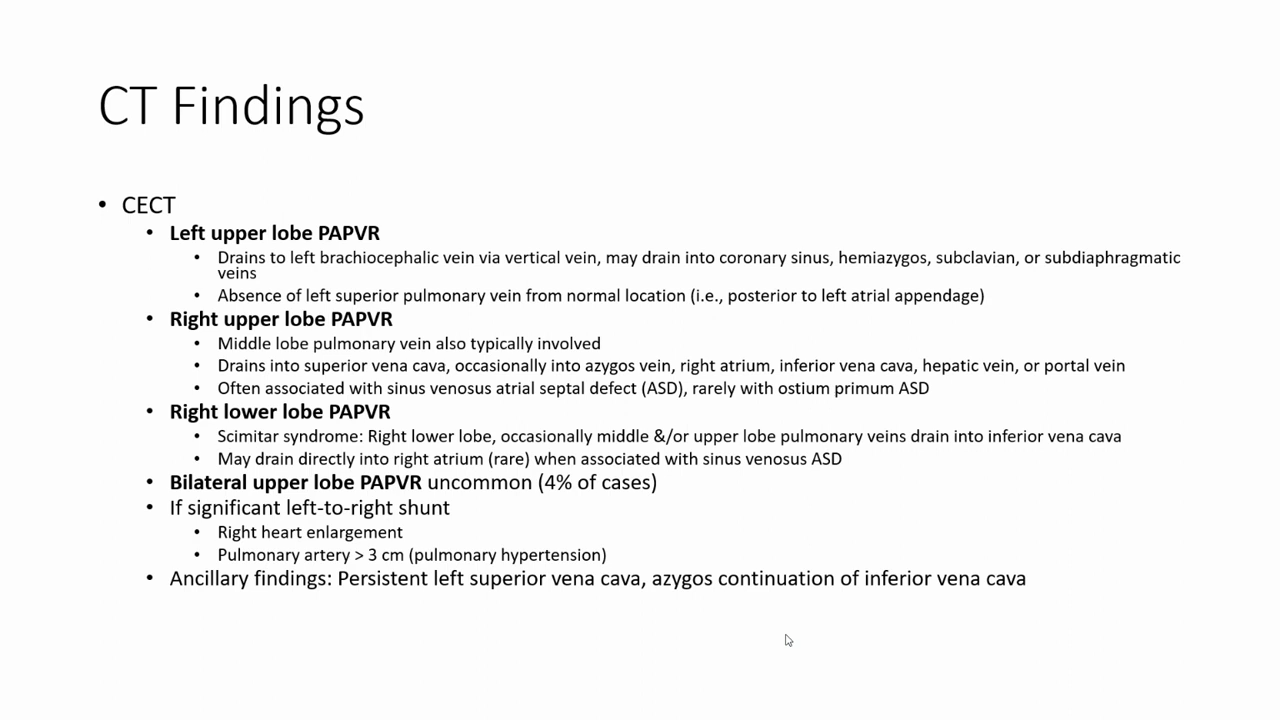 CT Findings
• CECT
• Left upper lobe PAPVR
• Drains to left brachiocephalic vein via vertical vein, may drain into coronary sinus, hemiazygos, subclavian, or subdiaphragmatic
veins
• Absence of left superior pulmonary vein from normal location (i.e., posterior to left atrial appendage)
• Right upper lobe PAPVR
• Middle lobe pulmonary vein also typically involved
• Drains into superior vena cava, occasionally into azygos vein, right atrium, inferior vena cava, hepatic vein, or portal vein
• Often associated with sinus venosus atrial septal defect (ASD), rarely with ostium primum ASD
• Right lower lobe PAPVR
• Scimitar syndrome: Right lower lobe, occasionally middle &/or upper lobe pulmonary veins drain into inferior vena cava
• May drain directly into right atrium (rare) when associated with sinus venosus ASD
• Bilateral upper lobe PAPVR uncommon (4% of cases)
• If significant left-to-right shunt
• Right heart enlargement
• Pulmonary artery > 3 cm (pulmonary hypertension)
• Ancillary findings: Persistent left superior vena cava, azygos continuation of inferior vena cava